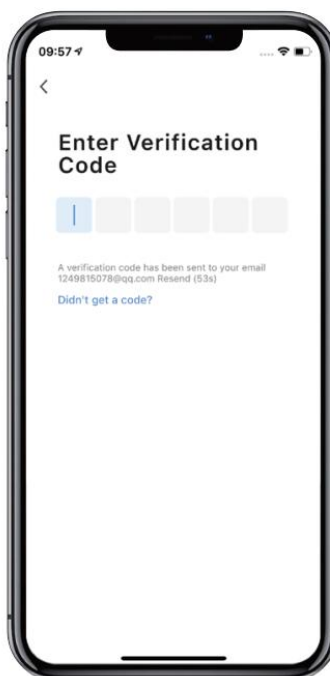 09:57
Enter Verification
Code
A verification code has been sent to your email
1249815078@qq.com Resend (53s)
Didn't get a code?